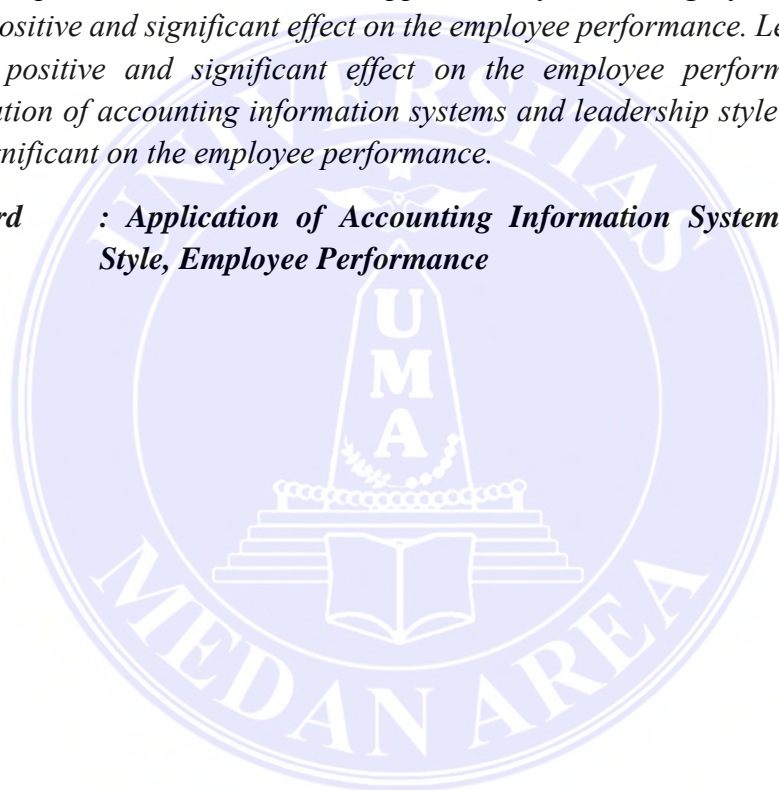 positive and significant effect on the employee performance. Le
positive and significant effect on the employee perform
ation of accounting information systems and leadership style
nificant on the employee performance.
rd : Application of Accounting Information System
Style, Employee Performance
UNIVERSITAS
U
M
A
MEDAN AREA